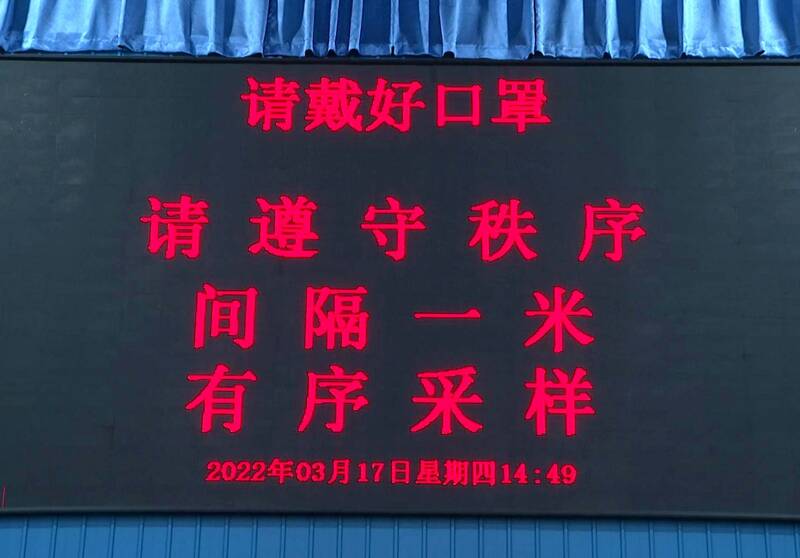 请戴好口罩
请遵守秩序
间隔一米
有序采样
2022年03月17日星期四14:49